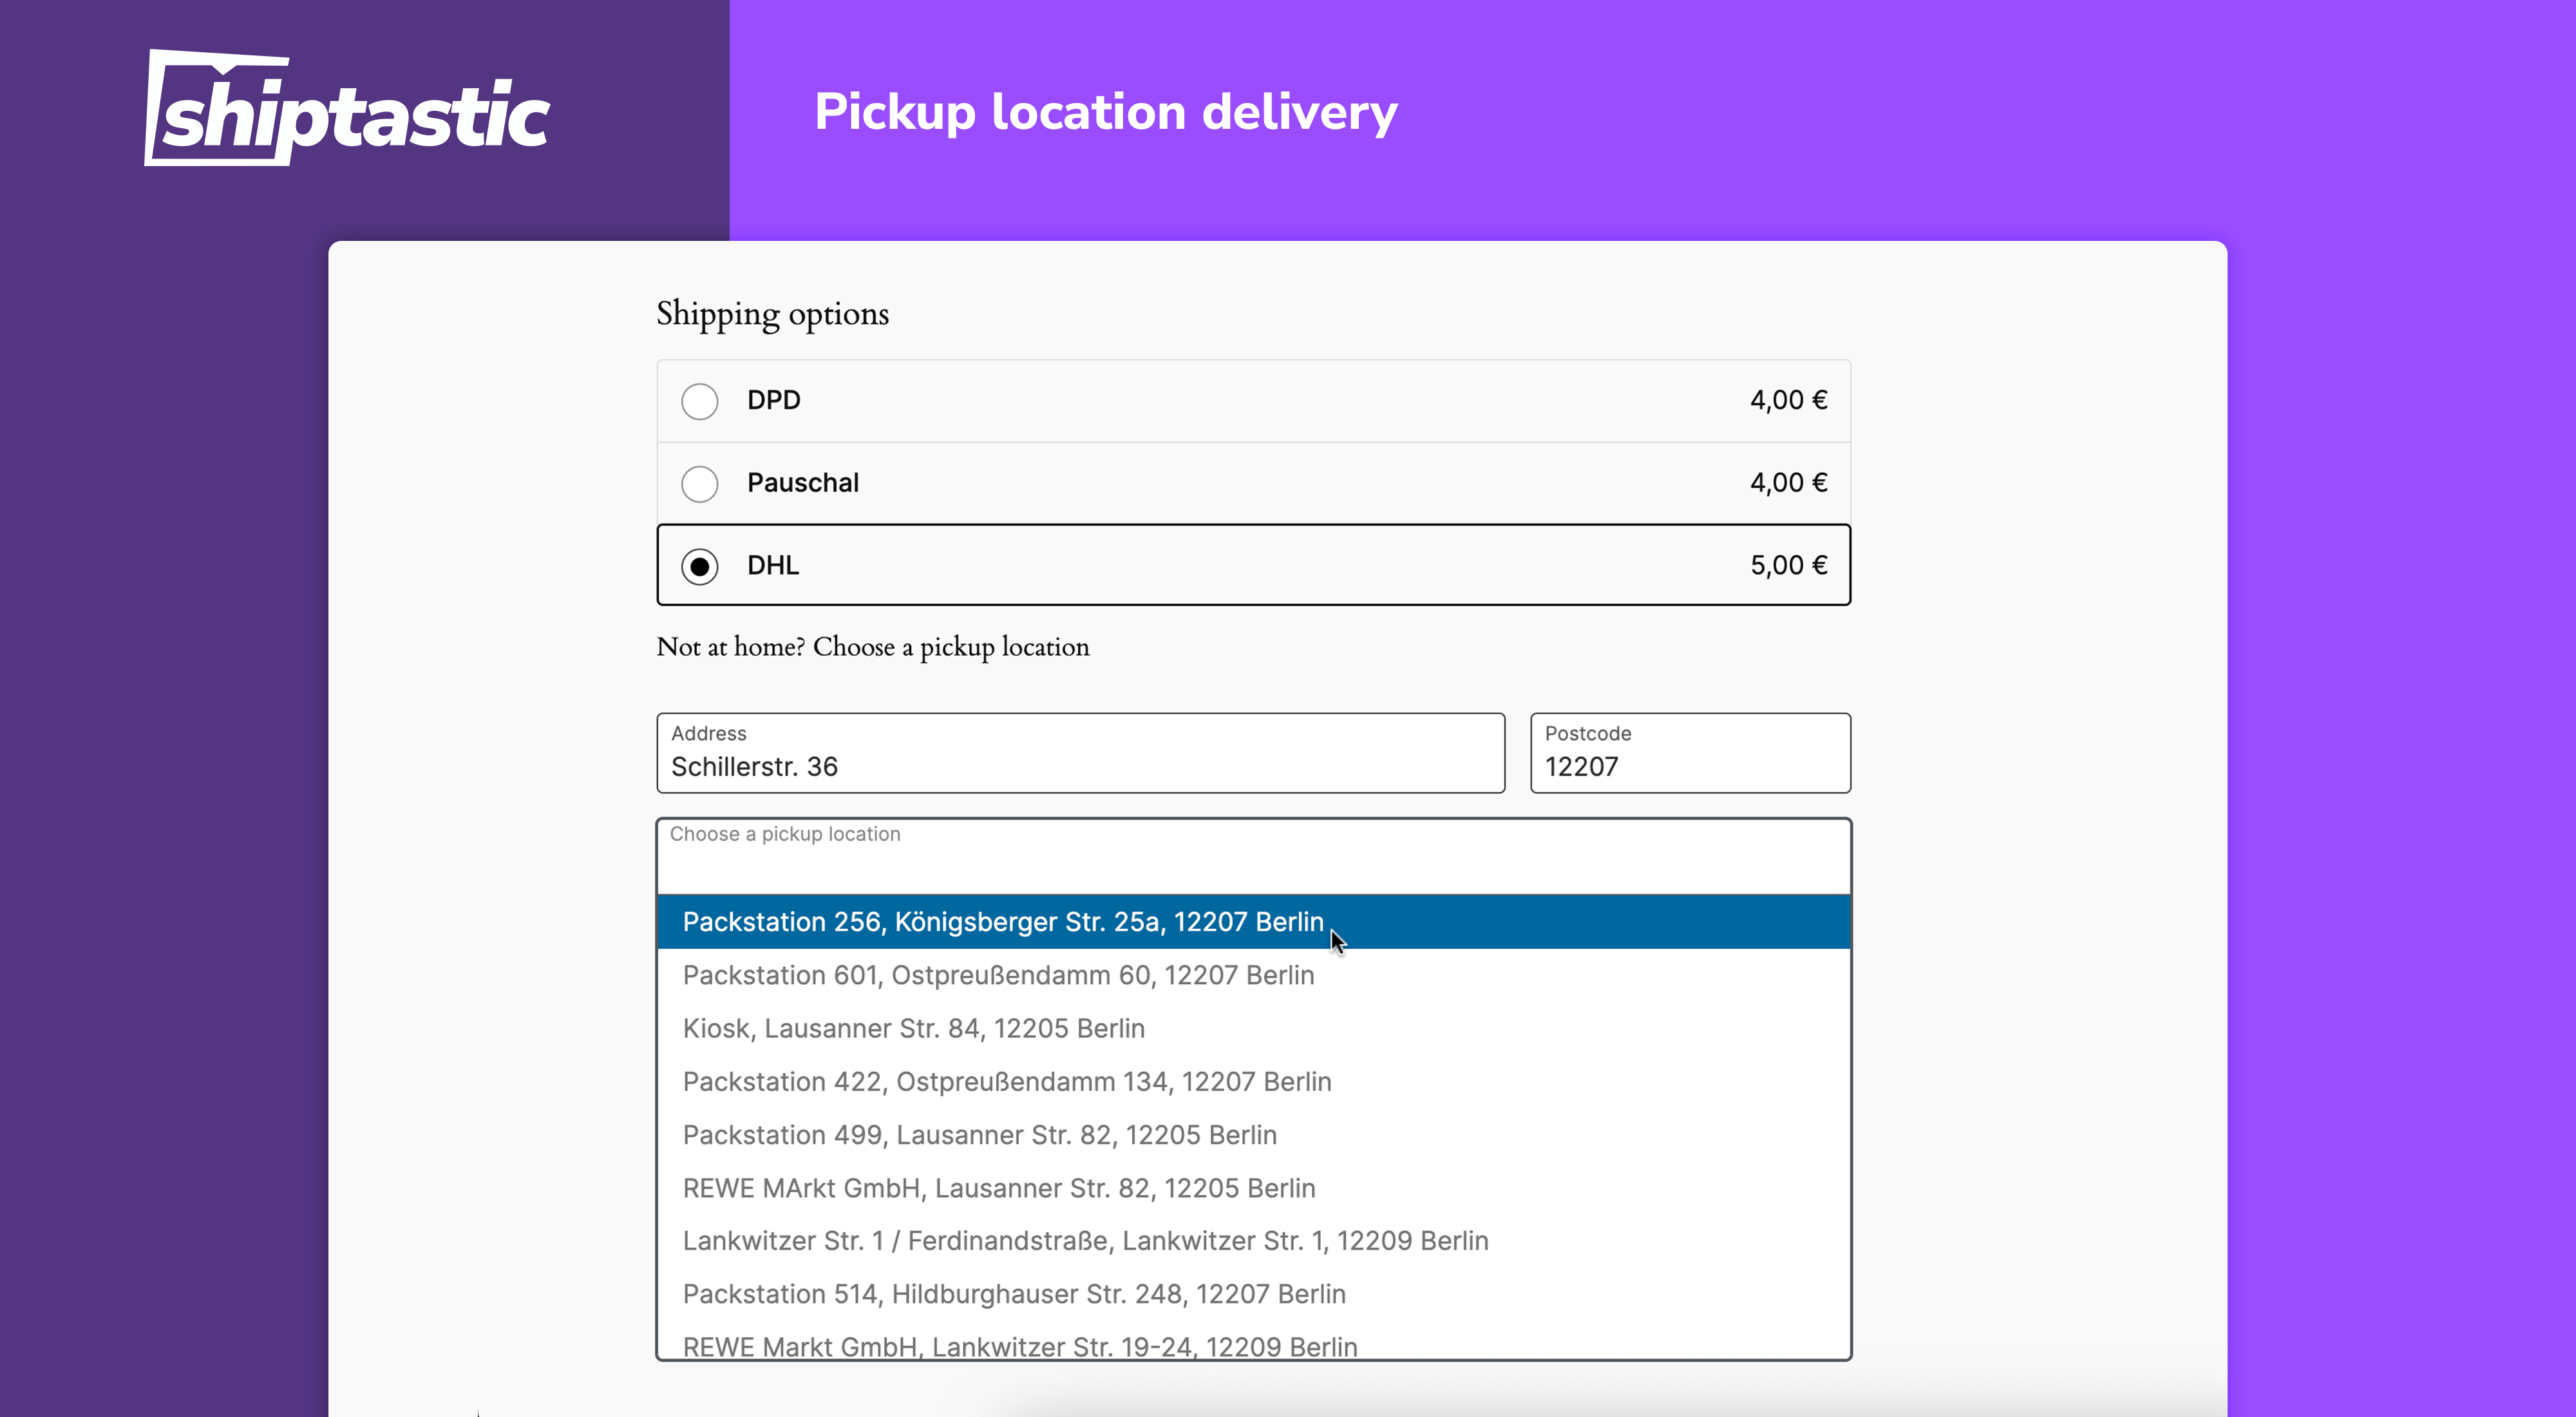 shiptastic
Pickup location delivery
Shipping options
DPD 4,00 €
Pauschal 4,00 €
DHL 5,00 €
Not at home? Choose a pickup location
Address Postcode
Schillerstr. 36 12207
Choose a pickup location
Packstation 256, Königsberger Str. 25a, 12207 Berlin
Packstation 601, Ostpreußendamm 60, 12207 Berlin
Kiosk, Lausanner Str. 84, 12205 Berlin
Packstation 422, Ostpreußendamm 134, 12207 Berlin
Packstation 499, Lausanner Str. 82, 12205 Berlin
REWE MArkt GmbH, Lausanner Str. 82, 12205 Berlin
Lankwitzer Str. 1 / Ferdinandstraße, Lankwitzer Str. 1, 12209 Berlin
Packstation 514, Hildburghauser Str. 248, 12207 Berlin
REWE Markt GmbH, Lankwitzer Str. 19-24, 12209 Berlin